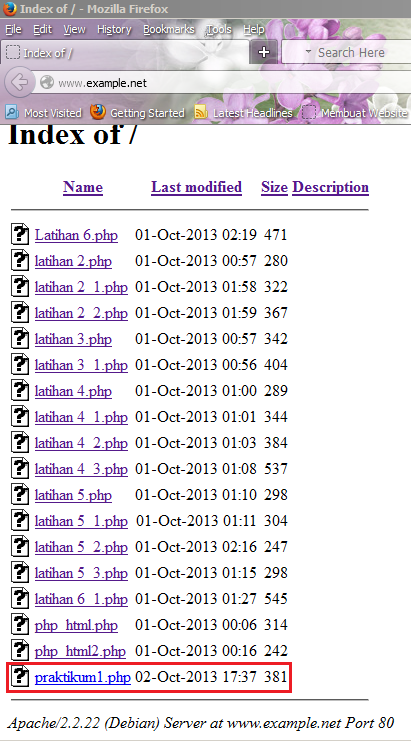 Index of / - Mozilla Firefox
File Edit View History Bookmarks Tools Help
Index of / + Search Here
www.example.net
Most Visited Getting Started Latest Headlines Membuat Website
Index of /
Name Last modified Size Description
Latihan 6.php 01-Oct-2013 02:19 471
latihan 2.php 01-Oct-2013 00:57 280
latihan 2_1.php 01-Oct-2013 01:58 322
latihan 2_2.php 01-Oct-2013 01:59 367
latihan 3.php 01-Oct-2013 00:57 342
latihan 3_1.php 01-Oct-2013 00:56 404
latihan 4.php 01-Oct-2013 01:00 289
latihan 4_1.php 01-Oct-2013 01:01 344
latihan 4_2.php 01-Oct-2013 01:03 384
latihan 4_3.php 01-Oct-2013 01:08 537
latihan 5.php 01-Oct-2013 01:10 298
latihan 5_1.php 01-Oct-2013 01:11 304
latihan 5_2.php 01-Oct-2013 02:16 247
latihan 5_3.php 01-Oct-2013 01:15 298
latihan 6_1.php 01-Oct-2013 01:27 545
php_html.php 01-Oct-2013 00:06 314
php_html2.php 01-Oct-2013 00:16 242
praktikum1.php 02-Oct-2013 17:37 381
Apache/2.2.22 (Debian) Server at www.example.net Port 80